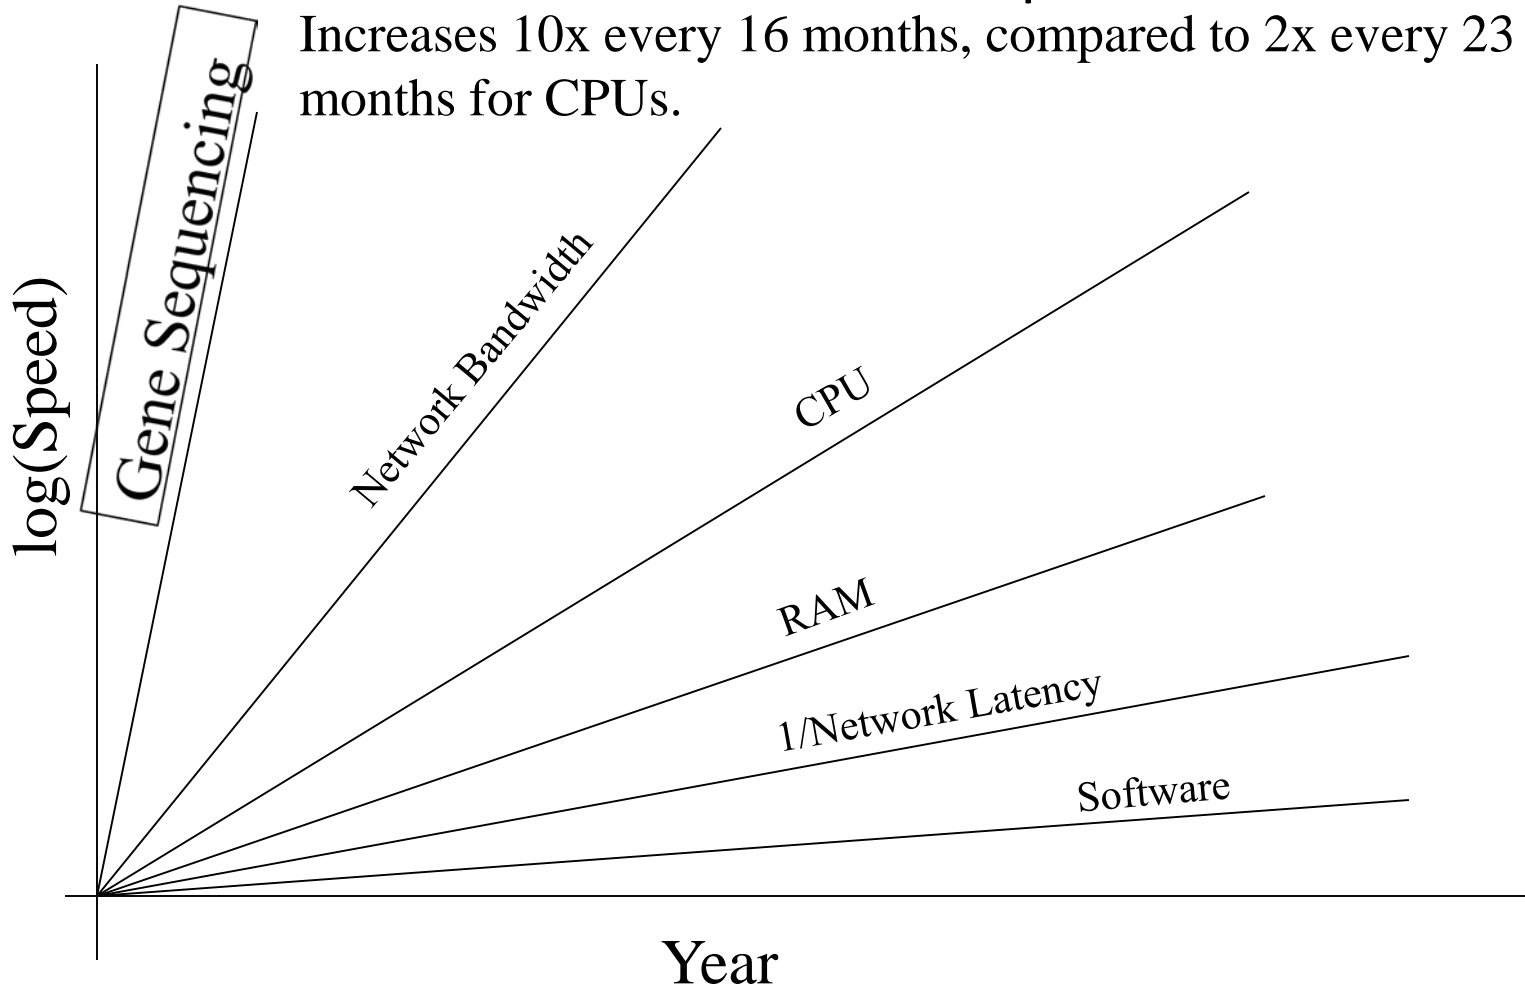 Increases 10x every 16 months, compared to 2x every 23
months for CPUs.
Gene Sequencing
Network Bandwidth
CPU
log(Speed)
RAM
1/Network Latency
Software
Year